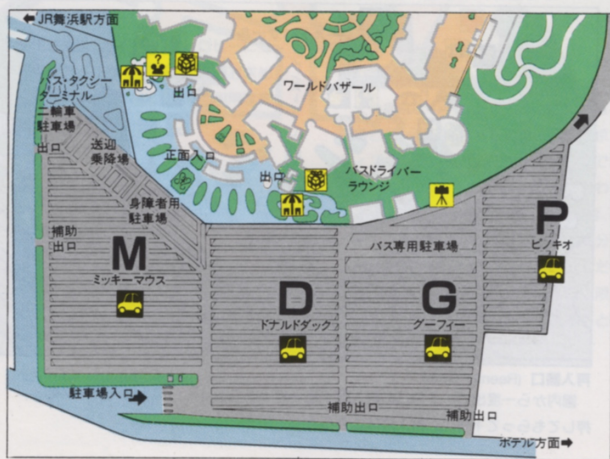 ←JR舞浜駅方面
バス・タクシー
ターミナル
二輪車
駐車場
出口
送迎
乗降場
身障者用
駐車場
補助
出口
出口
ワールドバザール
正面入口
出口
バスドライバー
ラウンジ
バス専用駐車場
M
ミッキーマウス
D
ドナルドダック
G
グーフィー
P
ピノキオ
駐車場入口→
補助出口
補助出口
ホテル方面→